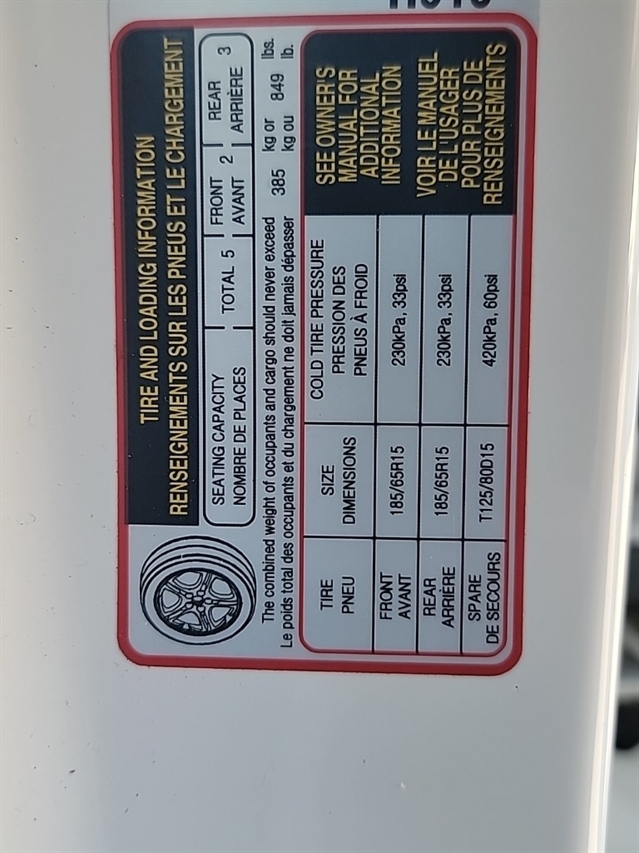 TIRE AND LOADING INFORMATION
RENSEIGNEMENTS SUR LES PNEUS ET LE CHARGEMENT
SEATING CAPACITY
NOMBRE DE PLACES
TOTAL 5
FRONT
AVANT
2
REAR
ARRIÈRE
3
The combined weight of occupants and cargo should never exceed 385 kg or 849 lbs.
Le poids total des occupants et du chargement ne doit jamais dépasser kg ou lb.
TIRE
PNEU
SIZE
DIMENSIONS
COLD TIRE PRESSURE
PRESSION DES
PNEUS À FROID
SEE OWNER'S
MANUAL FOR
ADDITIONAL
INFORMATION
VOIR LE MANUEL
DE L'USAGER
POUR PLUS DE
RENSEIGNEMENTS
FRONT
AVANT
185/65R15
230kPa, 33psi
REAR
ARRIÈRE
185/65R15
230kPa, 33psi
SPARE
DE SECOURS
T125/80D15
420kPa, 60psi